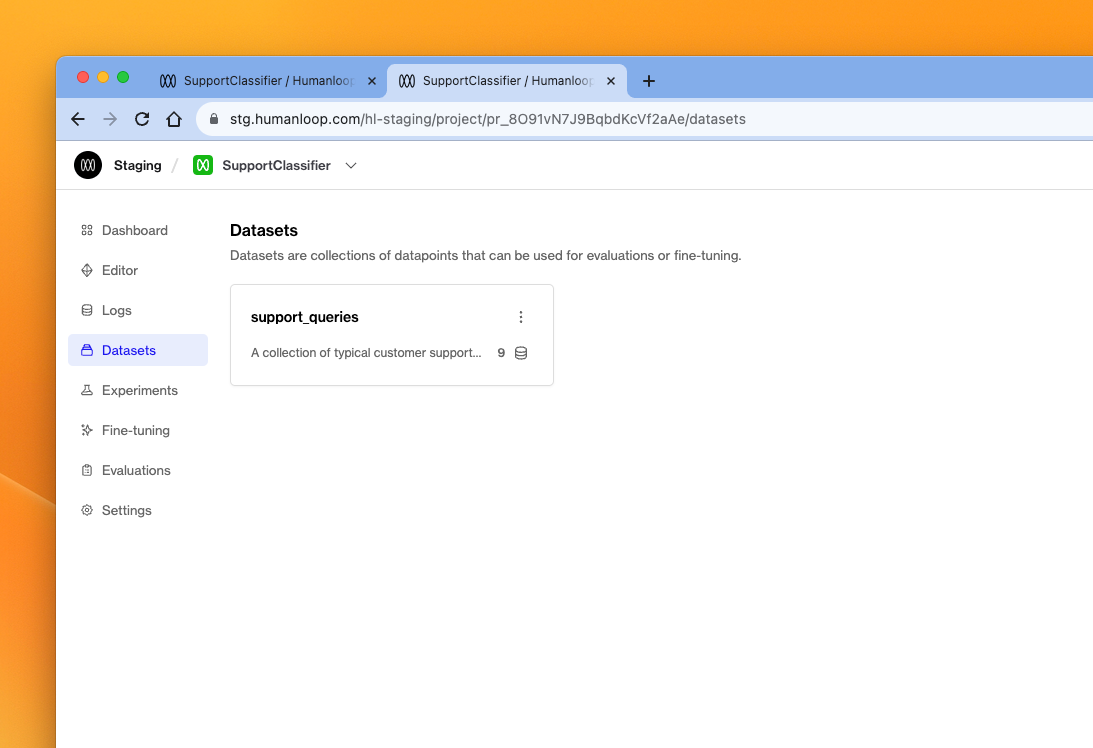 SupportClassifier / Humanloop
SupportClassifier / Humanloop
stg.humanloop.com/hl-staging/project/pr_8O91vN7J9BqbdKcVf2aAe/datasets
Staging / SupportClassifier
Dashboard
Editor
Logs
Datasets
Experiments
Fine-tuning
Evaluations
Settings
Datasets
Datasets are collections of datapoints that can be used for evaluations or fine-tuning.
support_queries
A collection of typical customer support... 9